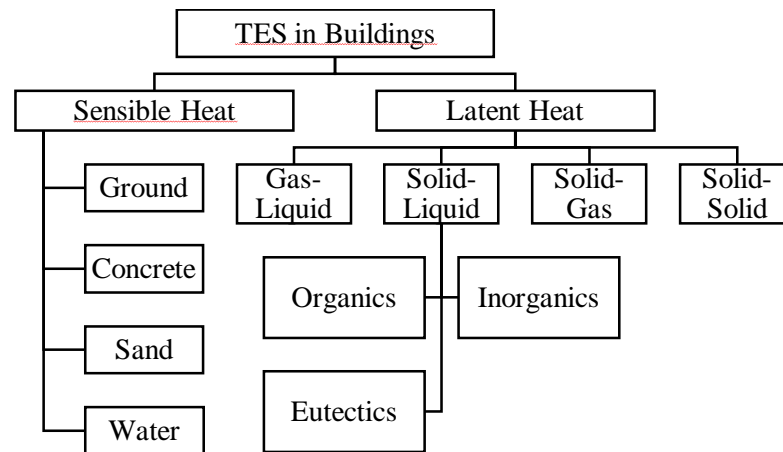 TES in Buildings
Sensible Heat
Latent Heat
Ground
Concrete
Sand
Water
Gas-
Liquid
Solid-
Liquid
Solid-
Gas
Solid-
Solid
Organics
Inorganics
Eutectics